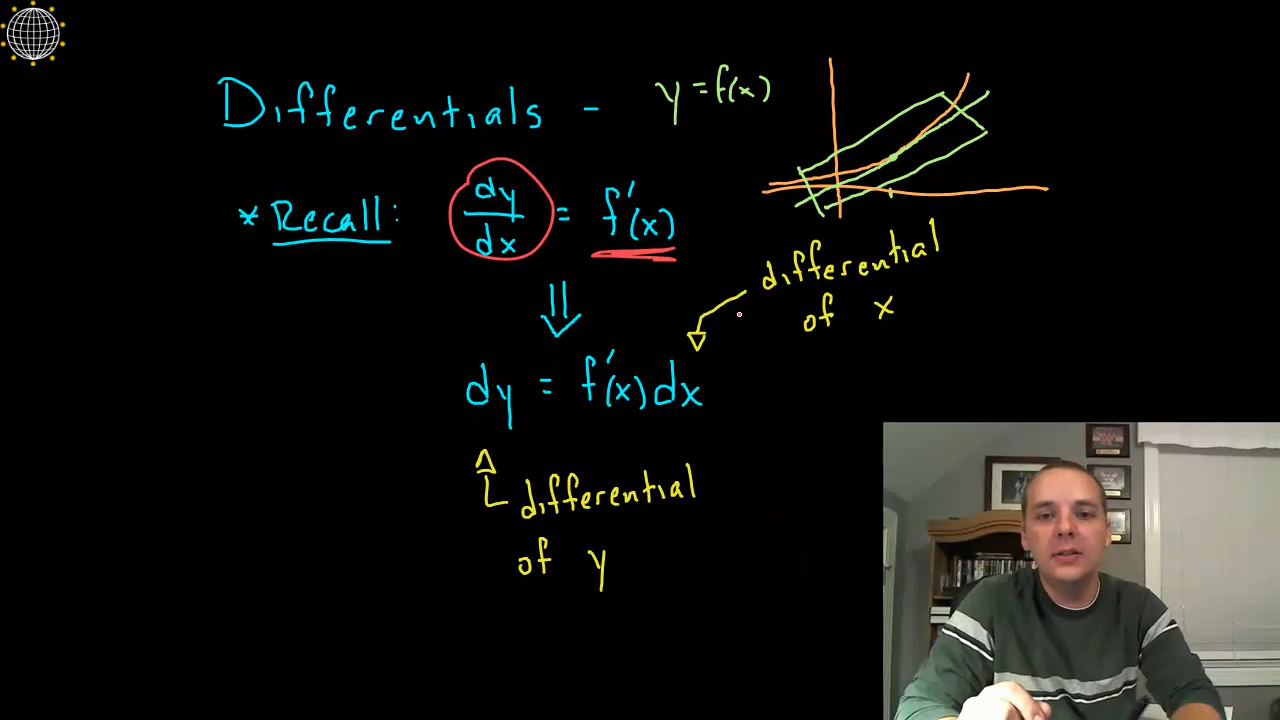 Differentials - y = f(x)
* Recall: dy/dx = f'(x)
differential
of x
⇓
dy = f'(x)dx
differential
of y